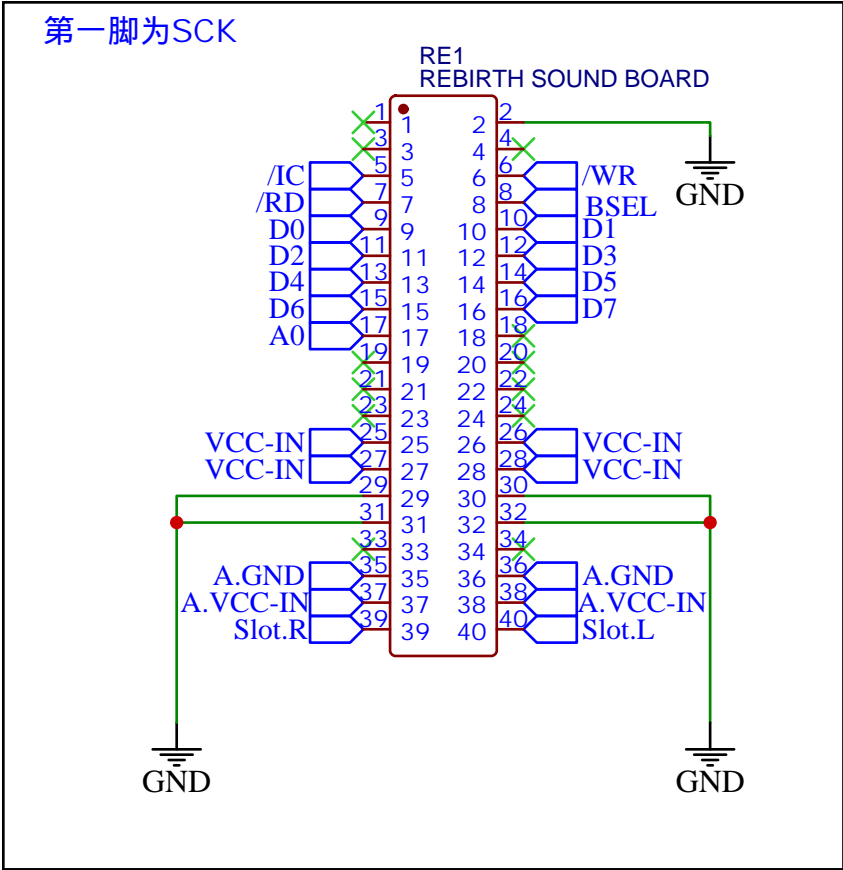 第一脚为SCK
RE1
REBIRTH SOUND BOARD
1 1 2 2
3 3 4 4
GND
/IC 5 5 6 6 /WR
/RD 7 7 8 8 BSEL
D0 9 9 10 10 D1
D2 11 11 12 12 D3
D4 13 13 14 14 D5
D6 15 15 16 16 D7
A0 17 17 18 18
19 19 20 20
21 21 22 22
23 23 24 24
VCC-IN 25 25 26 26 VCC-IN
VCC-IN 27 27 28 28 VCC-IN
29 29 30 30
31 31 32 32
33 33 34 34
A.GND 35 35 36 36 A.GND
A.VCC-IN 37 37 38 38 A.VCC-IN
Slot.R 39 39 40 40 Slot.L
GND GND